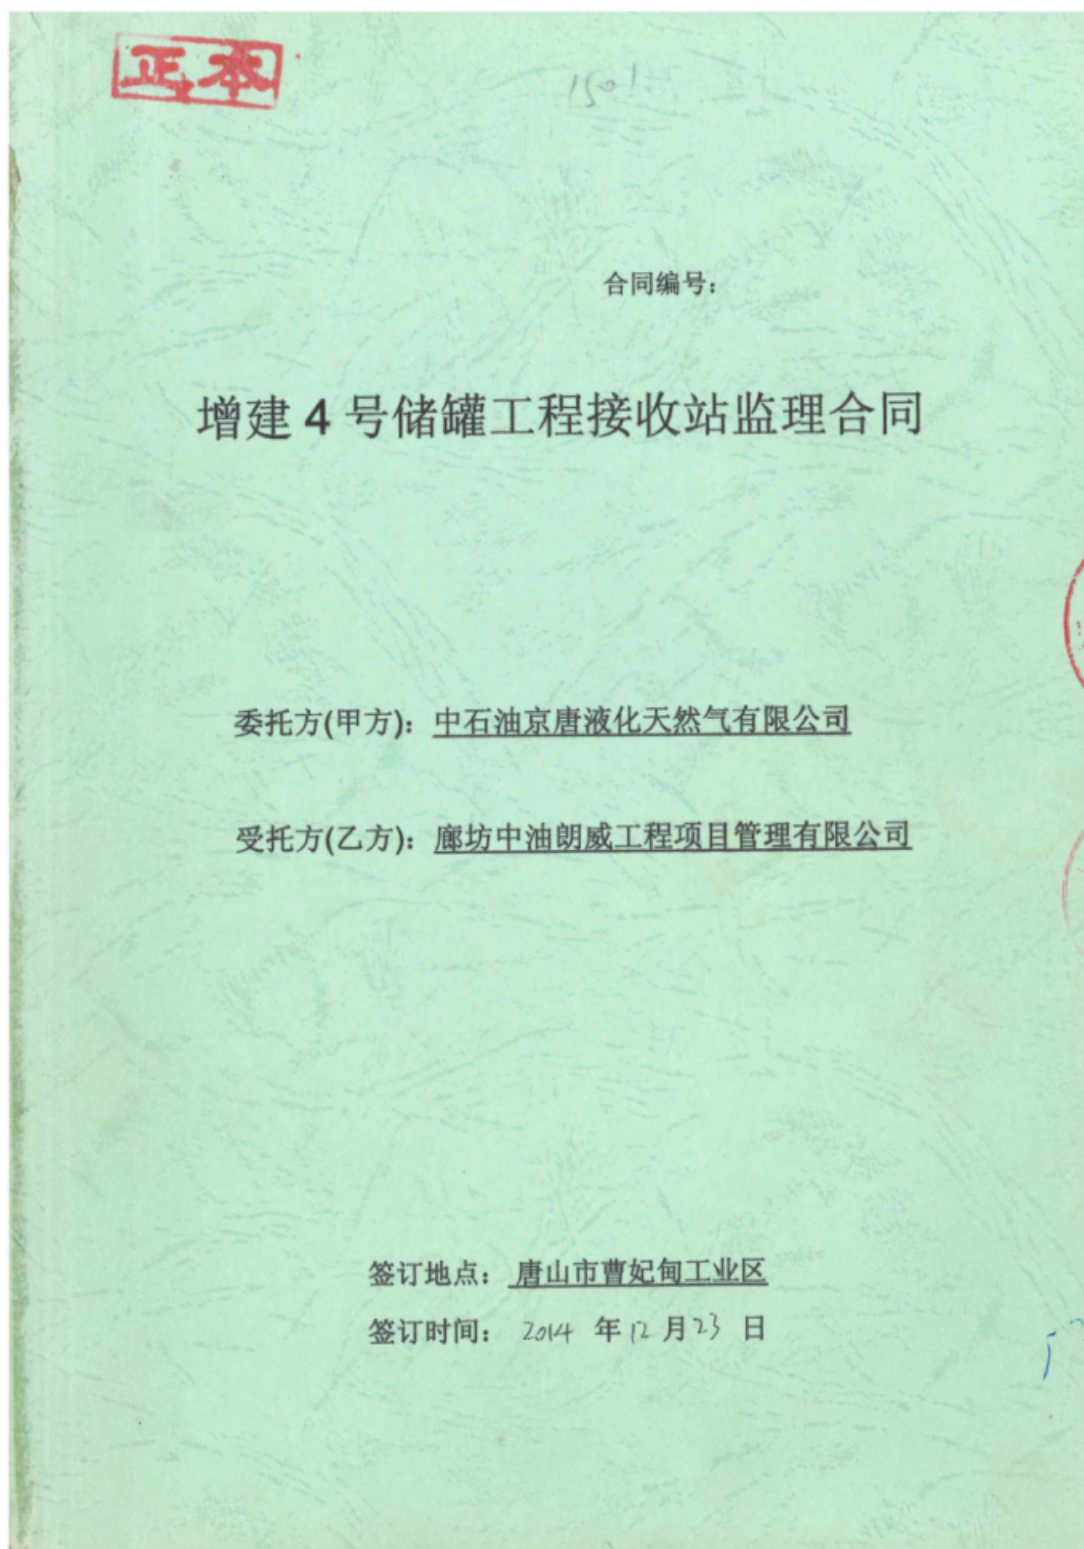 正本
1501
合同编号：
增建 4 号储罐工程接收站监理合同
委托方(甲方)：中石油京唐液化天然气有限公司
受托方(乙方)：廊坊中油朗威工程项目管理有限公司
签订地点：唐山市曹妃甸工业区
签订时间：2014 年 12 月 23 日